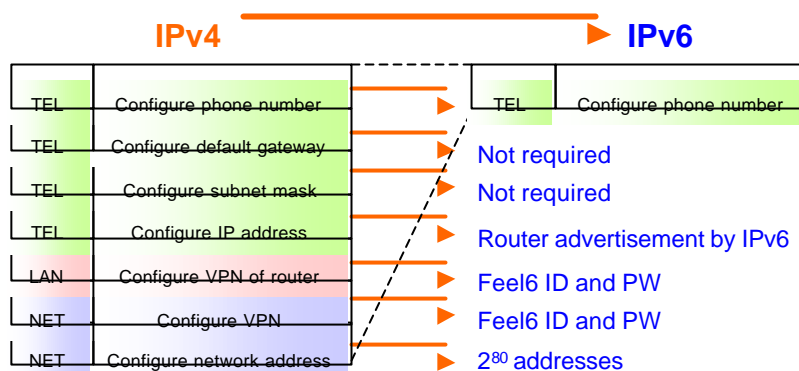 IPv4 IPv6
TEL Configure phone number TEL Configure phone number
TEL Configure default gateway Not required
TEL Configure subnet mask Not required
TEL Configure IP address Router advertisement by IPv6
LAN Configure VPN of router Feel6 ID and PW
NET Configure VPN Feel6 ID and PW
NET Configure network address 2⁸⁰ addresses